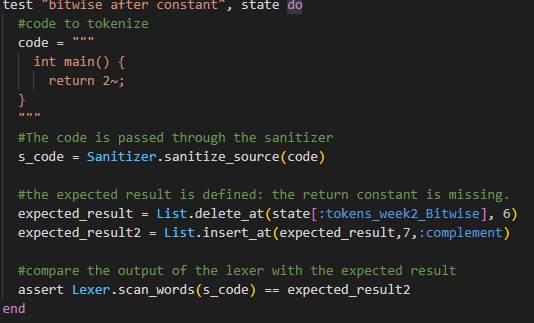 test "bitwise after constant", state do
#code to tokenize
code = """
int main() {
return 2~;
}
"""
#The code is passed through the sanitizer
s_code = Sanitizer.sanitize_source(code)
#the expected result is defined: the return constant is missing.
expected_result = List.delete_at(state[:tokens_week2_Bitwise], 6)
expected_result2 = List.insert_at(expected_result,7,:complement)
#compare the output of the lexer with the expected result
assert Lexer.scan_words(s_code) == expected_result2
end